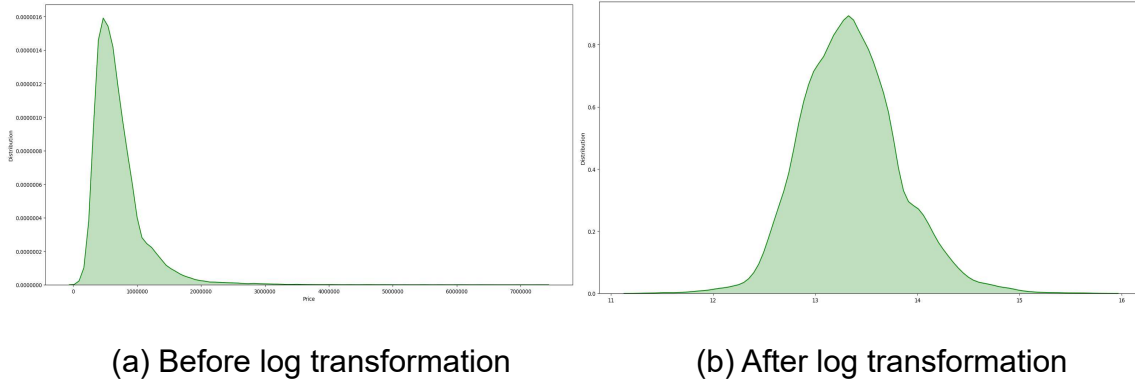 0.0000016
0.0000014
0.0000012
0.0000010
0.0000008
0.0000006
0.0000004
0.0000002
0.0000000
Distribution
0 1000000 2000000 3000000 4000000 5000000 6000000 7000000
Price
0.8
0.6
0.4
0.2
0.0
Distribution
11 12 13 14 15 16
(a) Before log transformation
(b) After log transformation